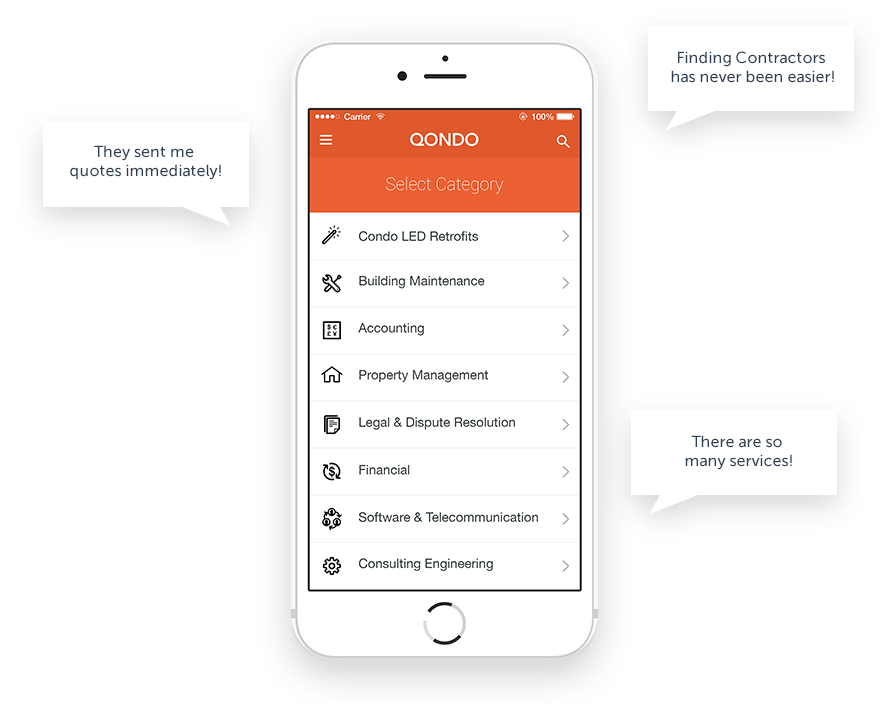 Finding Contractors
has never been easier!
They sent me
quotes immediately!
Carrier 100%
QONDO
Select Category
Condo LED Retrofits
Building Maintenance
$ €
£ ¥
Accounting
Property Management
Legal & Dispute Resolution
$
Financial
Software & Telecommunication
Consulting Engineering
There are so
many services!